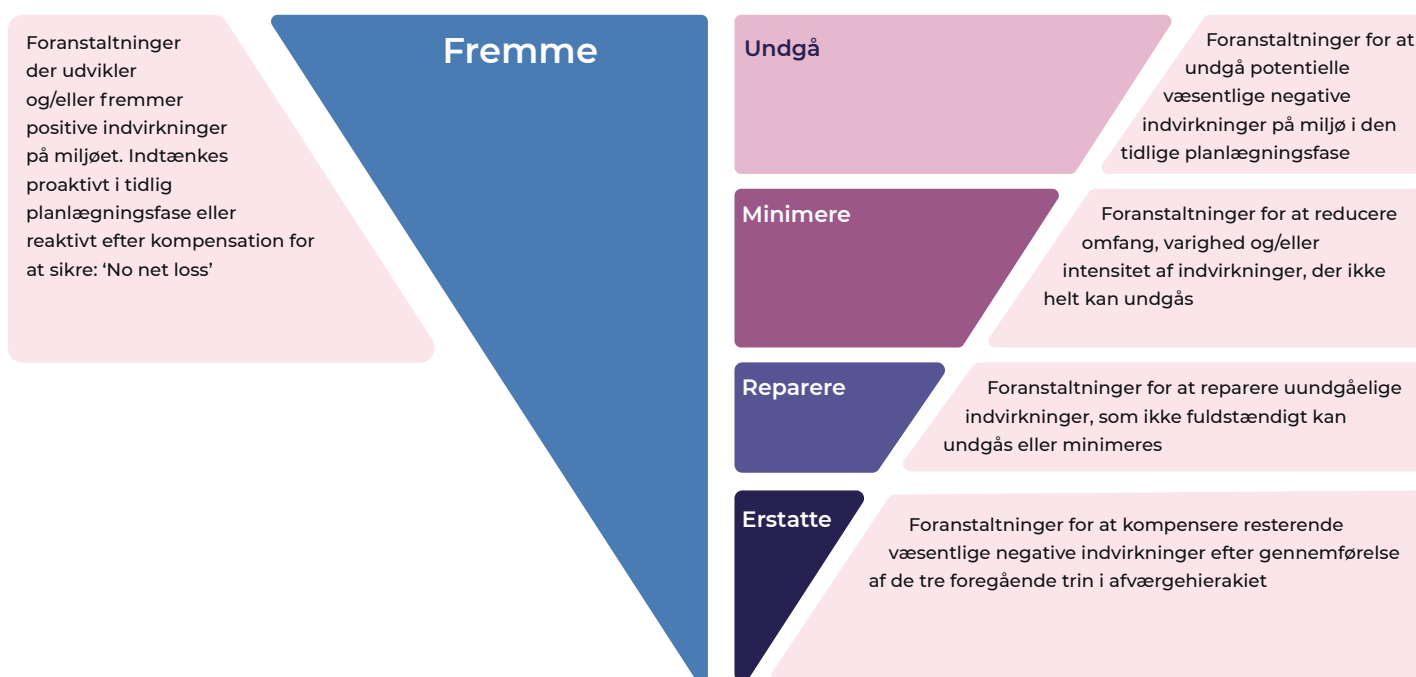 Foranstaltninger
der udvikler
og/eller fremmer
positive indvirkninger
på miljøet. Indtænkes
proaktivt i tidlig
planlægningsfase eller
reaktivt efter kompensation for
at sikre: ‘No net loss’
Fremme
Undgå
Foranstaltninger for at
undgå potentielle
væsentlige negative
indvirkninger på miljø i den
tidlige planlægningsfase
Minimere
Foranstaltninger for at reducere
omfang, varighed og/eller
intensitet af indvirkninger, der ikke
helt kan undgås
Reparere
Foranstaltninger for at reparere uundgåelige
indvirkninger, som ikke fuldstændigt kan
undgås eller minimeres
Erstatte
Foranstaltninger for at kompensere resterende
væsentlige negative indvirkninger efter gennemførelse
af de tre foregående trin i afværgehierakiet